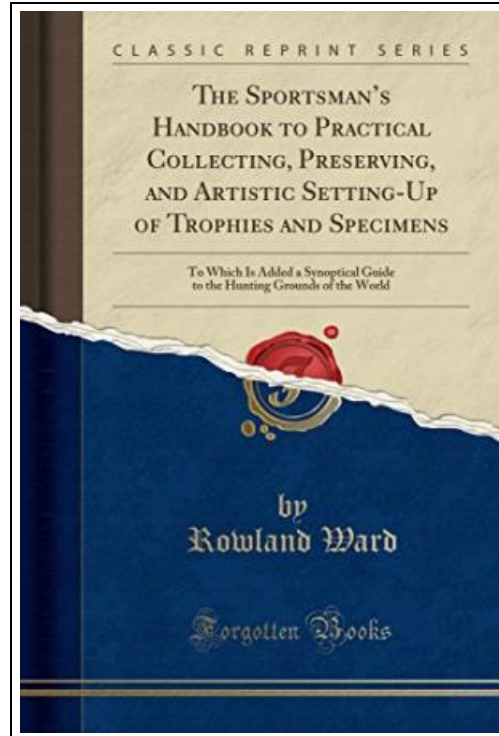 CLASSIC REPRINT SERIES
THE SPORTSMAN'S
HANDBOOK TO PRACTICAL
COLLECTING, PRESERVING,
AND ARTISTIC SETTING-UP
OF TROPHIES AND SPECIMENS
To Which Is Added a Synoptical Guide
to the Hunting Grounds of the World
by
Rowland Ward
Forgotten Books